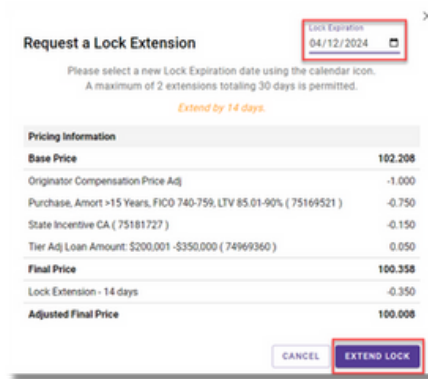 Lock Expiration
Request a Lock Extension
04/12/2024
Please select a new Lock Expiration date using the calendar icon.
A maximum of 2 extensions totaling 30 days is permitted.
Extend by 14 days.
Pricing Information
Base Price 102.208
Originator Compensation Price Adj -1.000
Purchase, Amort >15 Years, FICO 740-759, LTV 85.01-90% ( 75169521 ) -0.750
State Incentive CA ( 75181727 ) -0.150
Tier Adj Loan Amount: $200,001 -$350,000 ( 74969360 ) 0.050
Final Price 100.358
Lock Extension - 14 days -0.350
Adjusted Final Price 100.008
CANCEL EXTEND LOCK